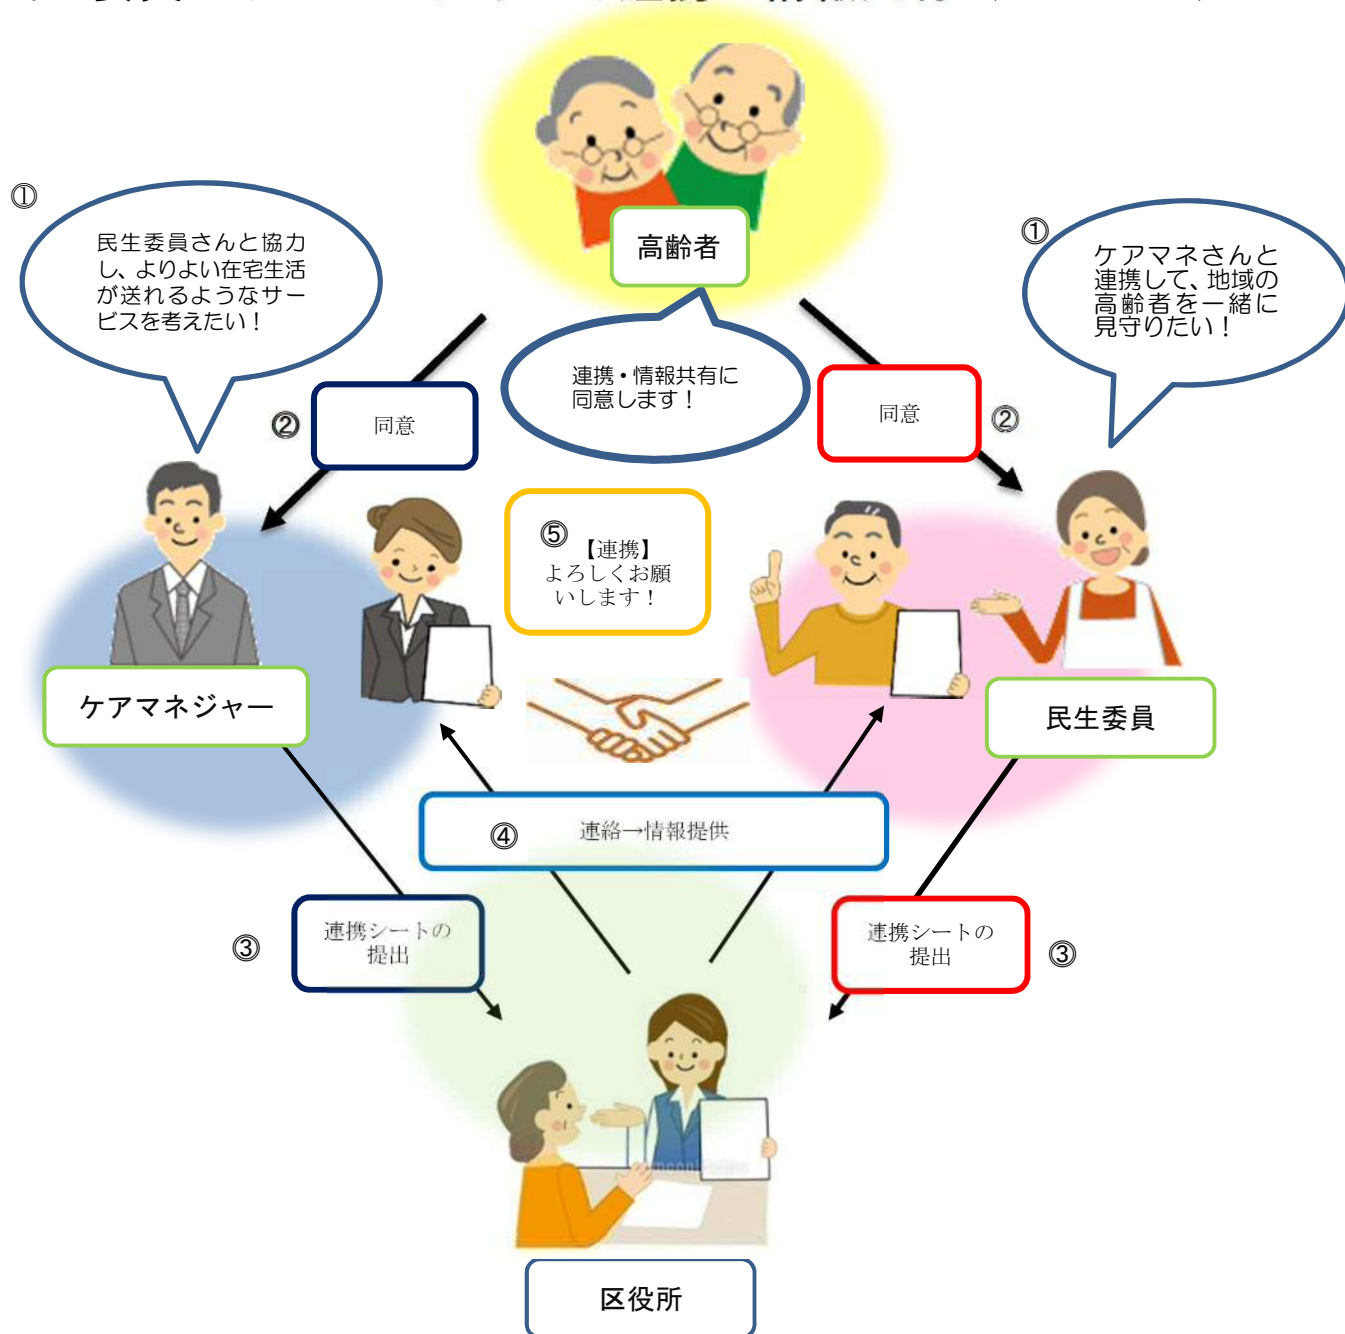 高齢者
①
民生委員さんと協力
し、よりよい在宅生活
が送れるようなサー
ビスを考えたい！
①
ケアマネさんと
連携して、地域の
高齢者を一緒に
見守りたい！
連携・情報共有に
同意します！
②
同意
同意
②
⑤
【連携】
よろしくお願
いします！
ケアマネジャー
民生委員
④
連絡→情報提供
③
連携シートの
提出
連携シートの
提出
③
区役所